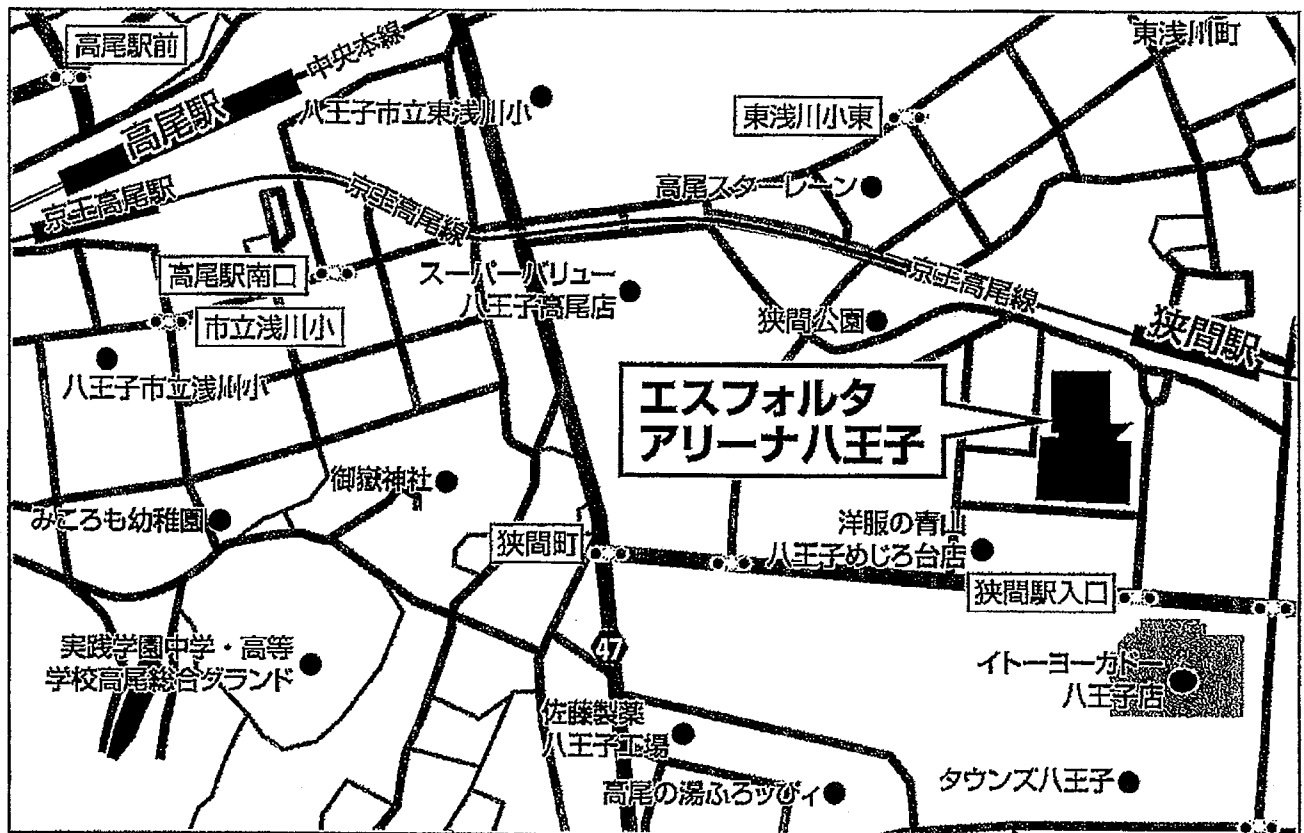 高尾駅前
中央本線
東浅川町
高尾駅
八王子市立東浅川小
東浅川小東
京王高尾駅
京王高尾線
高尾スターレーン
高尾駅南口
スーパーバリュー
八王子高尾店
京王高尾線
市立浅川小
狭間公園
狭間駅
八王子市立浅川小
エスフォルタ
アリーナ八王子
御嶽神社
みころも幼稚園
狭間町
洋服の青山
八王子めじろ台店
狭間駅入口
47
実践学園中学・高等
学校高尾総合グランド
イトーヨーカドー
八王子店
佐藤製薬
八王子工場
高尾の湯ふろッぴィ
タウンズ八王子